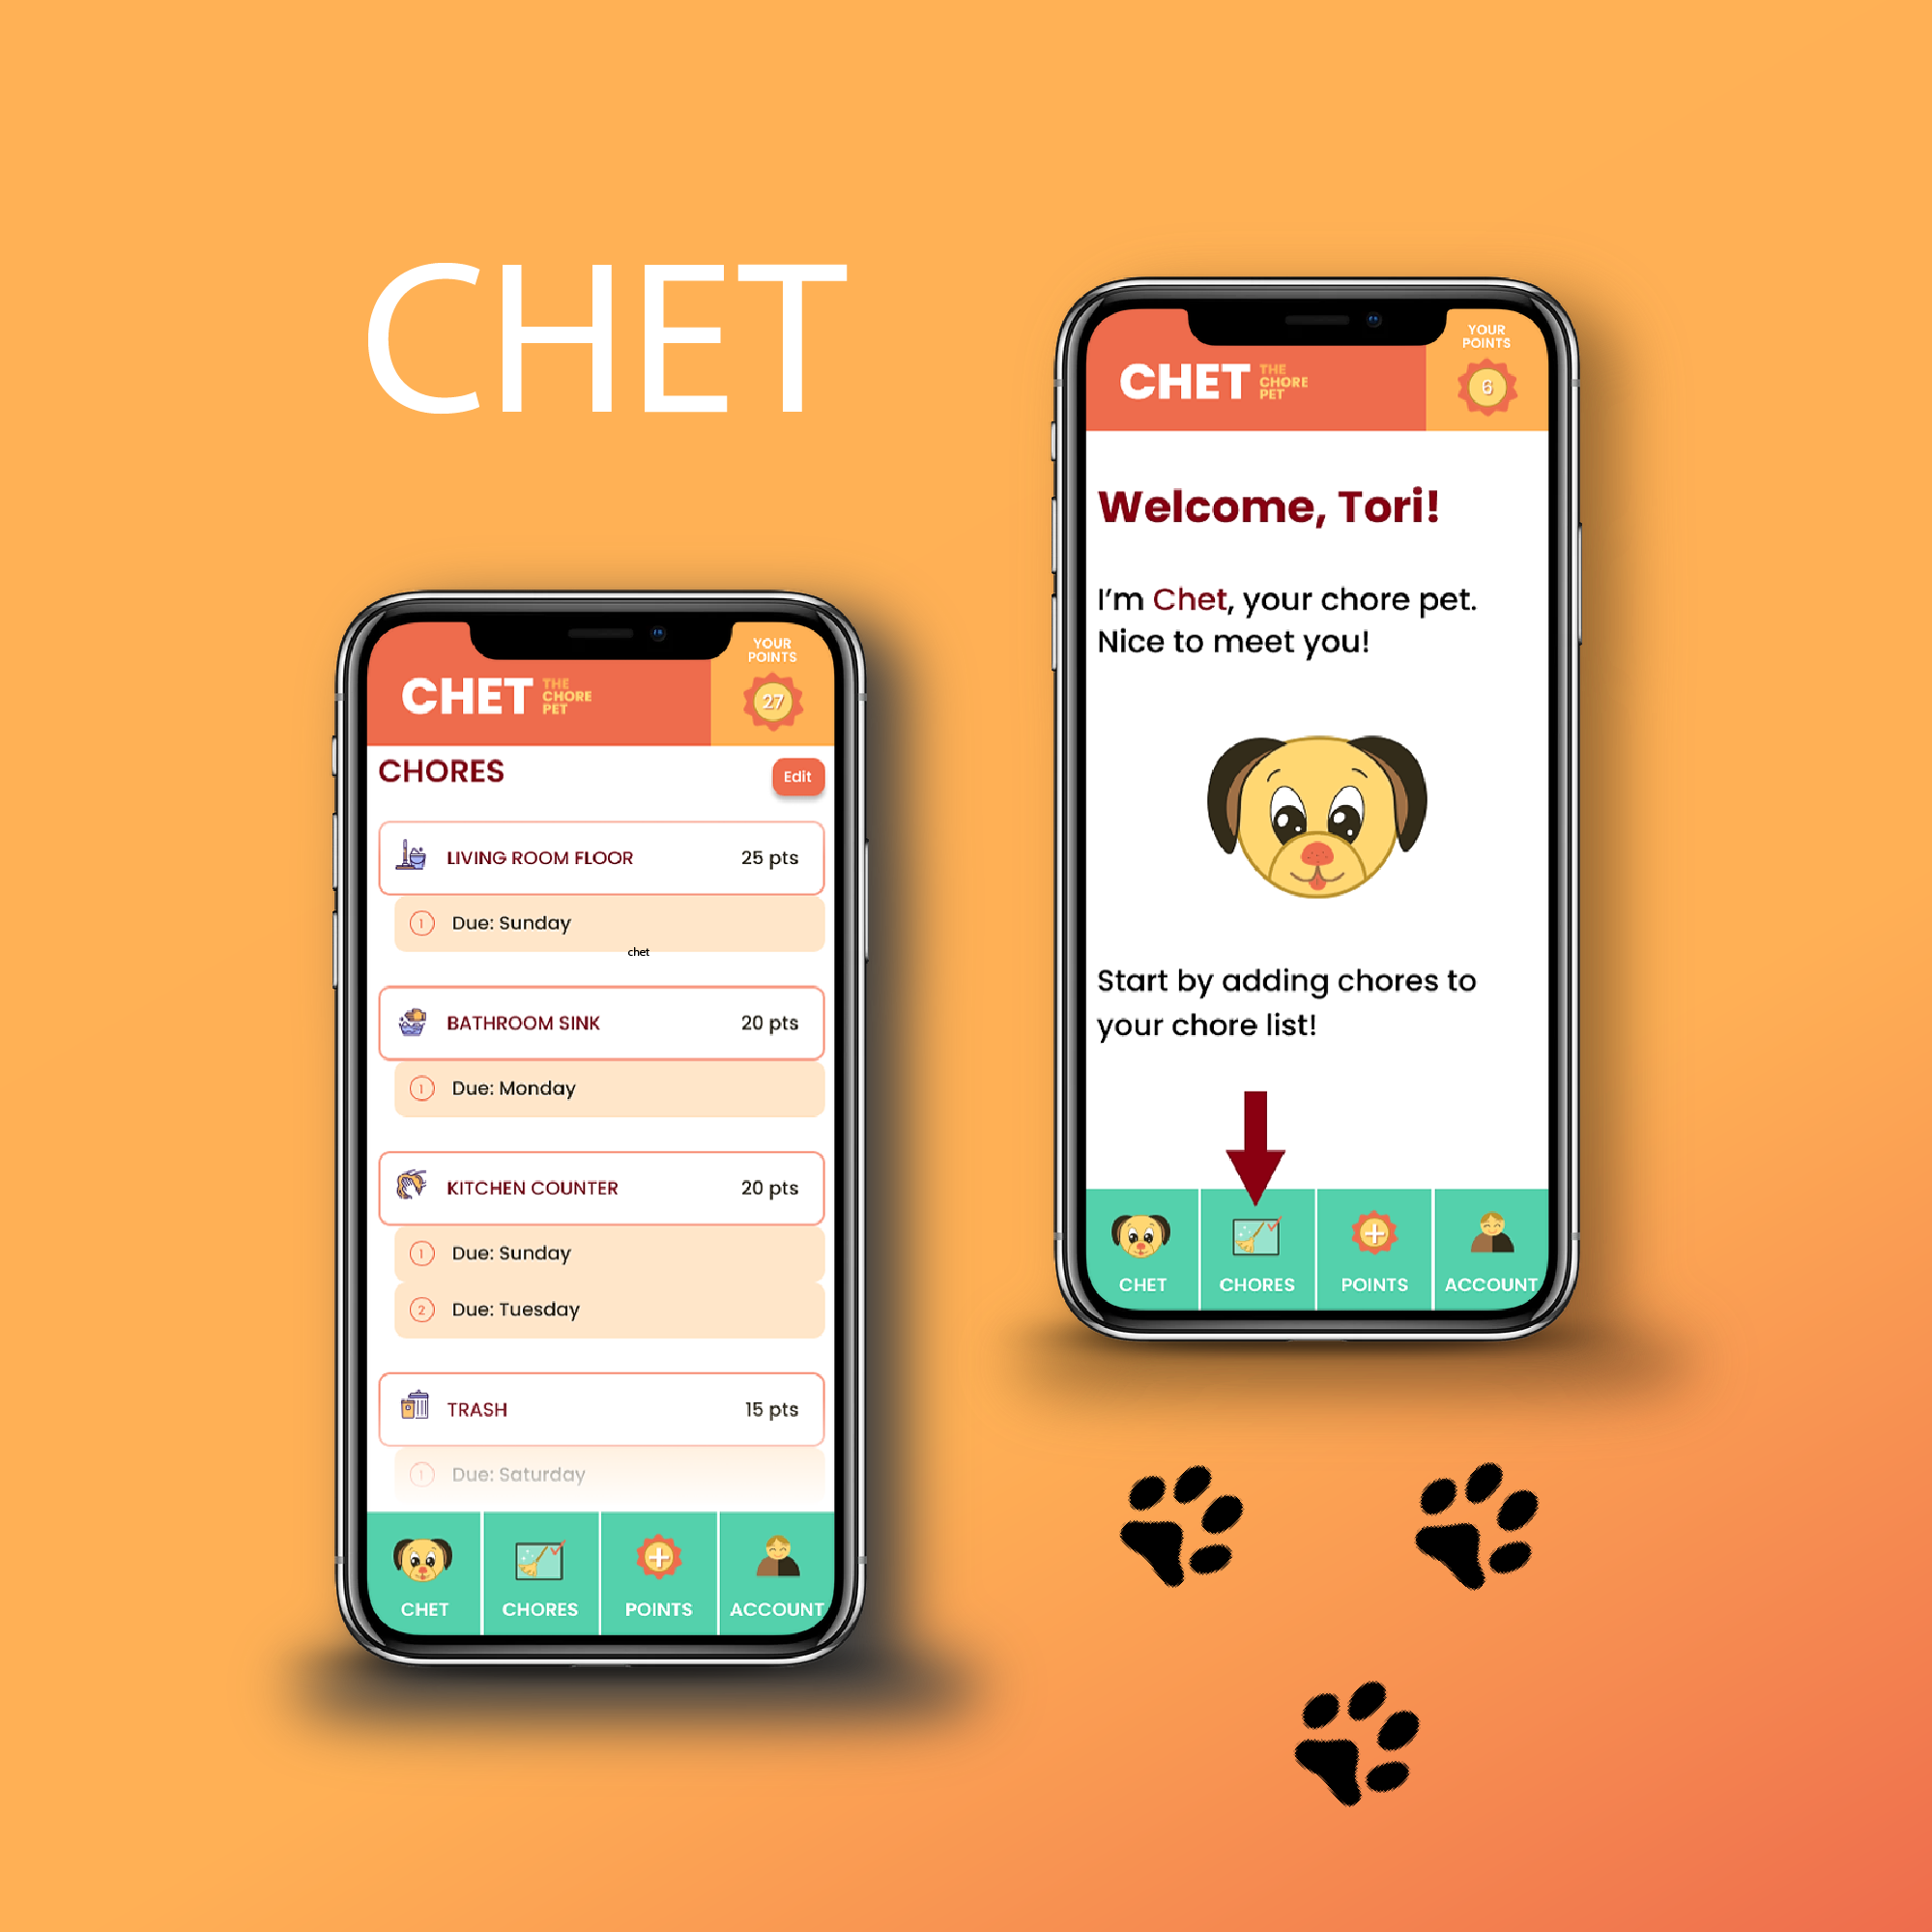 CHET
CHET THE CHORE PET
YOUR POINTS
27
CHORES
Edit
LIVING ROOM FLOOR 25 pts
1 Due: Sunday
chet
BATHROOM SINK 20 pts
1 Due: Monday
KITCHEN COUNTER 20 pts
1 Due: Sunday
2 Due: Tuesday
TRASH 15 pts
1 Due: Saturday
CHET CHORES POINTS ACCOUNT
CHET THE CHORE PET
YOUR POINTS
6
Welcome, Tori!
I'm Chet, your chore pet.
Nice to meet you!
Start by adding chores to
your chore list!
CHET CHORES POINTS ACCOUNT